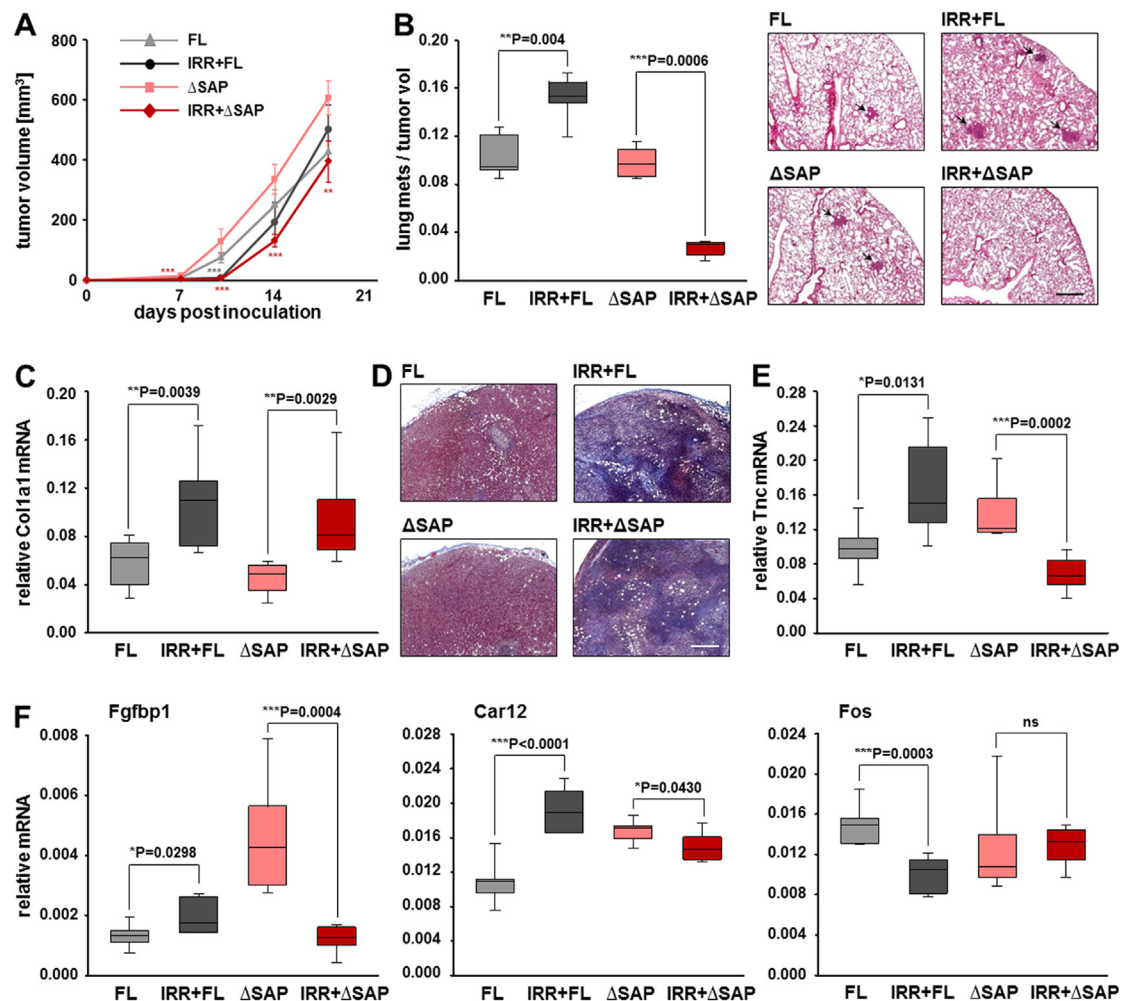 A
tumor volume [mm³]
800
600
400
200
0
0
7
14
21
days post inoculation
FL
IRR+FL
ΔSAP
IRR+ΔSAP
***
***
***
***
**
B
lung mets / tumor vol
0.20
0.16
0.12
0.08
0.04
0.00
**P=0.004
***P=0.0006
FL
IRR+FL
ΔSAP
IRR+ΔSAP
FL
IRR+FL
ΔSAP
IRR+ΔSAP
C
relative Col1a1 mRNA
0.20
0.16
0.12
0.08
0.04
0.00
**P=0.0039
**P=0.0029
FL
IRR+FL
ΔSAP
IRR+ΔSAP
D
FL
IRR+FL
ΔSAP
IRR+ΔSAP
E
relative Tnc mRNA
0.28
0.24
0.20
0.16
0.12
0.08
0.04
0.00
*P=0.0131
***P=0.0002
FL
IRR+FL
ΔSAP
IRR+ΔSAP
F
Fgfbp1
relative mRNA
0.008
0.006
0.004
0.002
0.000
*P=0.0298
***P=0.0004
FL
IRR+FL
ΔSAP
IRR+ΔSAP
Car12
0.024
0.020
0.016
0.012
0.008
0.004
0.000
***P<0.0001
*P=0.0430
FL
IRR+FL
ΔSAP
IRR+ΔSAP
Fos
0.024
0.020
0.016
0.012
0.008
0.004
0.000
***P=0.0003
ns
FL
IRR+FL
ΔSAP
IRR+ΔSAP